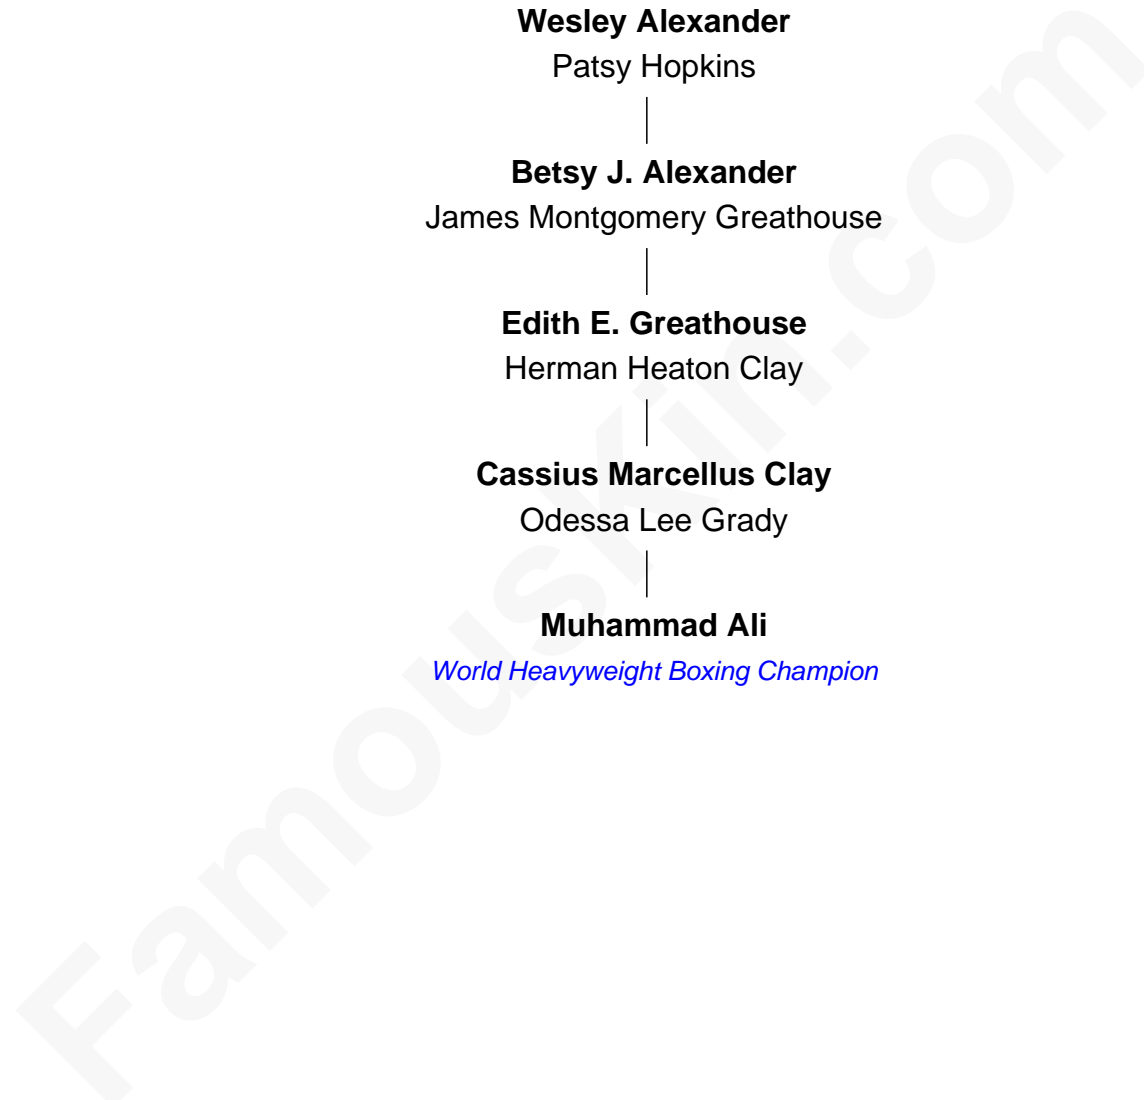 Wesley Alexander
Patsy Hopkins
Betsy J. Alexander
James Montgomery Greathouse
Edith E. Greathouse
Herman Heaton Clay
Cassius Marcellus Clay
Odessa Lee Grady
Muhammad Ali
World Heavyweight Boxing Champion
FamousKin.com